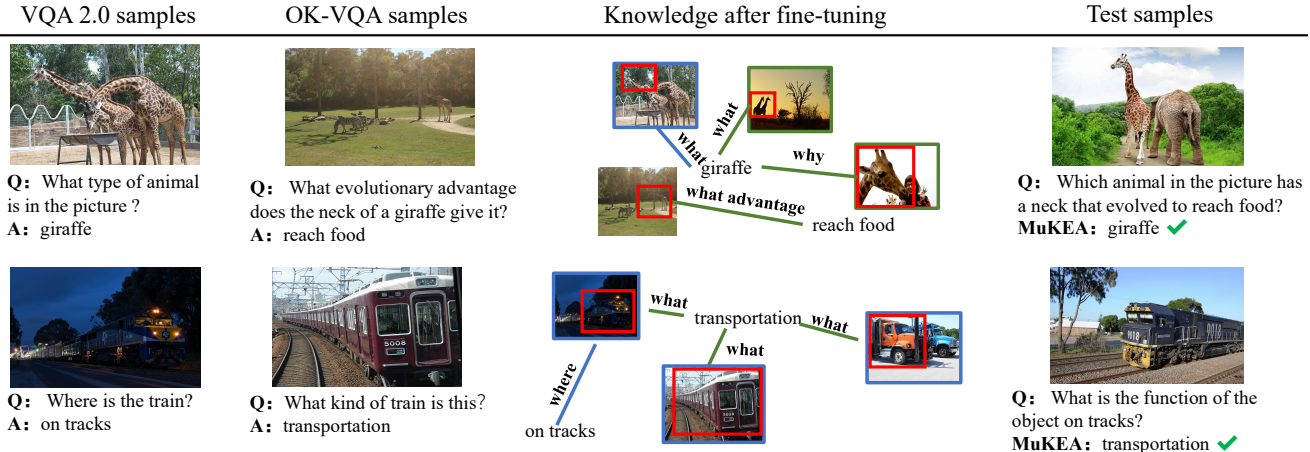 VQA 2.0 samples
OK-VQA samples
Knowledge after fine-tuning
Test samples
Q: What type of animal
is in the picture ?
A: giraffe
Q: What evolutionary advantage
does the neck of a giraffe give it?
A: reach food
what
what
giraffe
why
what advantage
reach food
Q: Which animal in the picture has
a neck that evolved to reach food?
MuKEA: giraffe ✓
Q: Where is the train?
A: on tracks
5008
Q: What kind of train is this?
A: transportation
what
transportation
what
what
where
on tracks
9018
9018
Q: What is the function of the
object on tracks?
MuKEA: transportation ✓